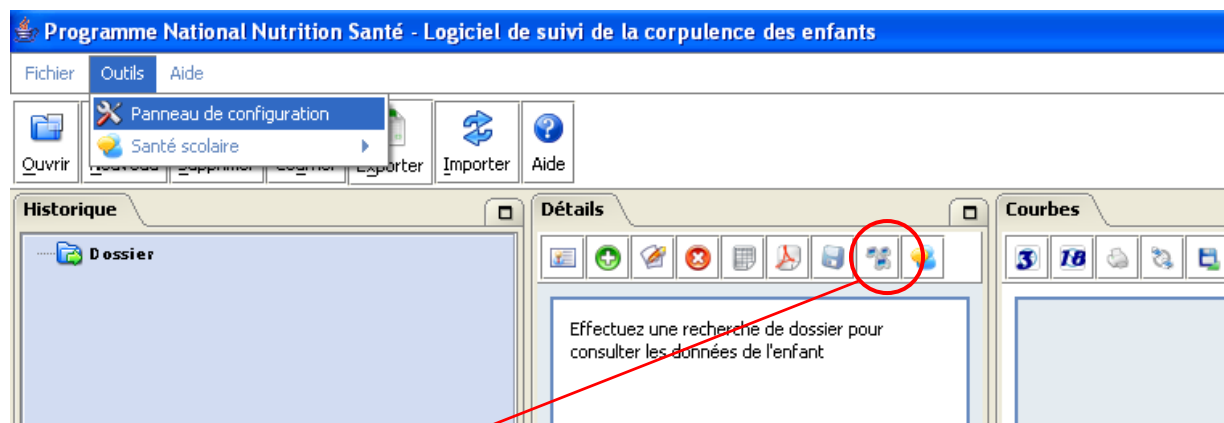 Programme National Nutrition Santé - Logiciel de suivi de la corpulence des enfants
Fichier Outils Aide
Panneau de configuration
Santé scolaire
Ouvrir Exporter Importer Aide
Historique Détails Courbes
Dossier
3 18
Effectuez une recherche de dossier pour
consulter les données de l'enfant